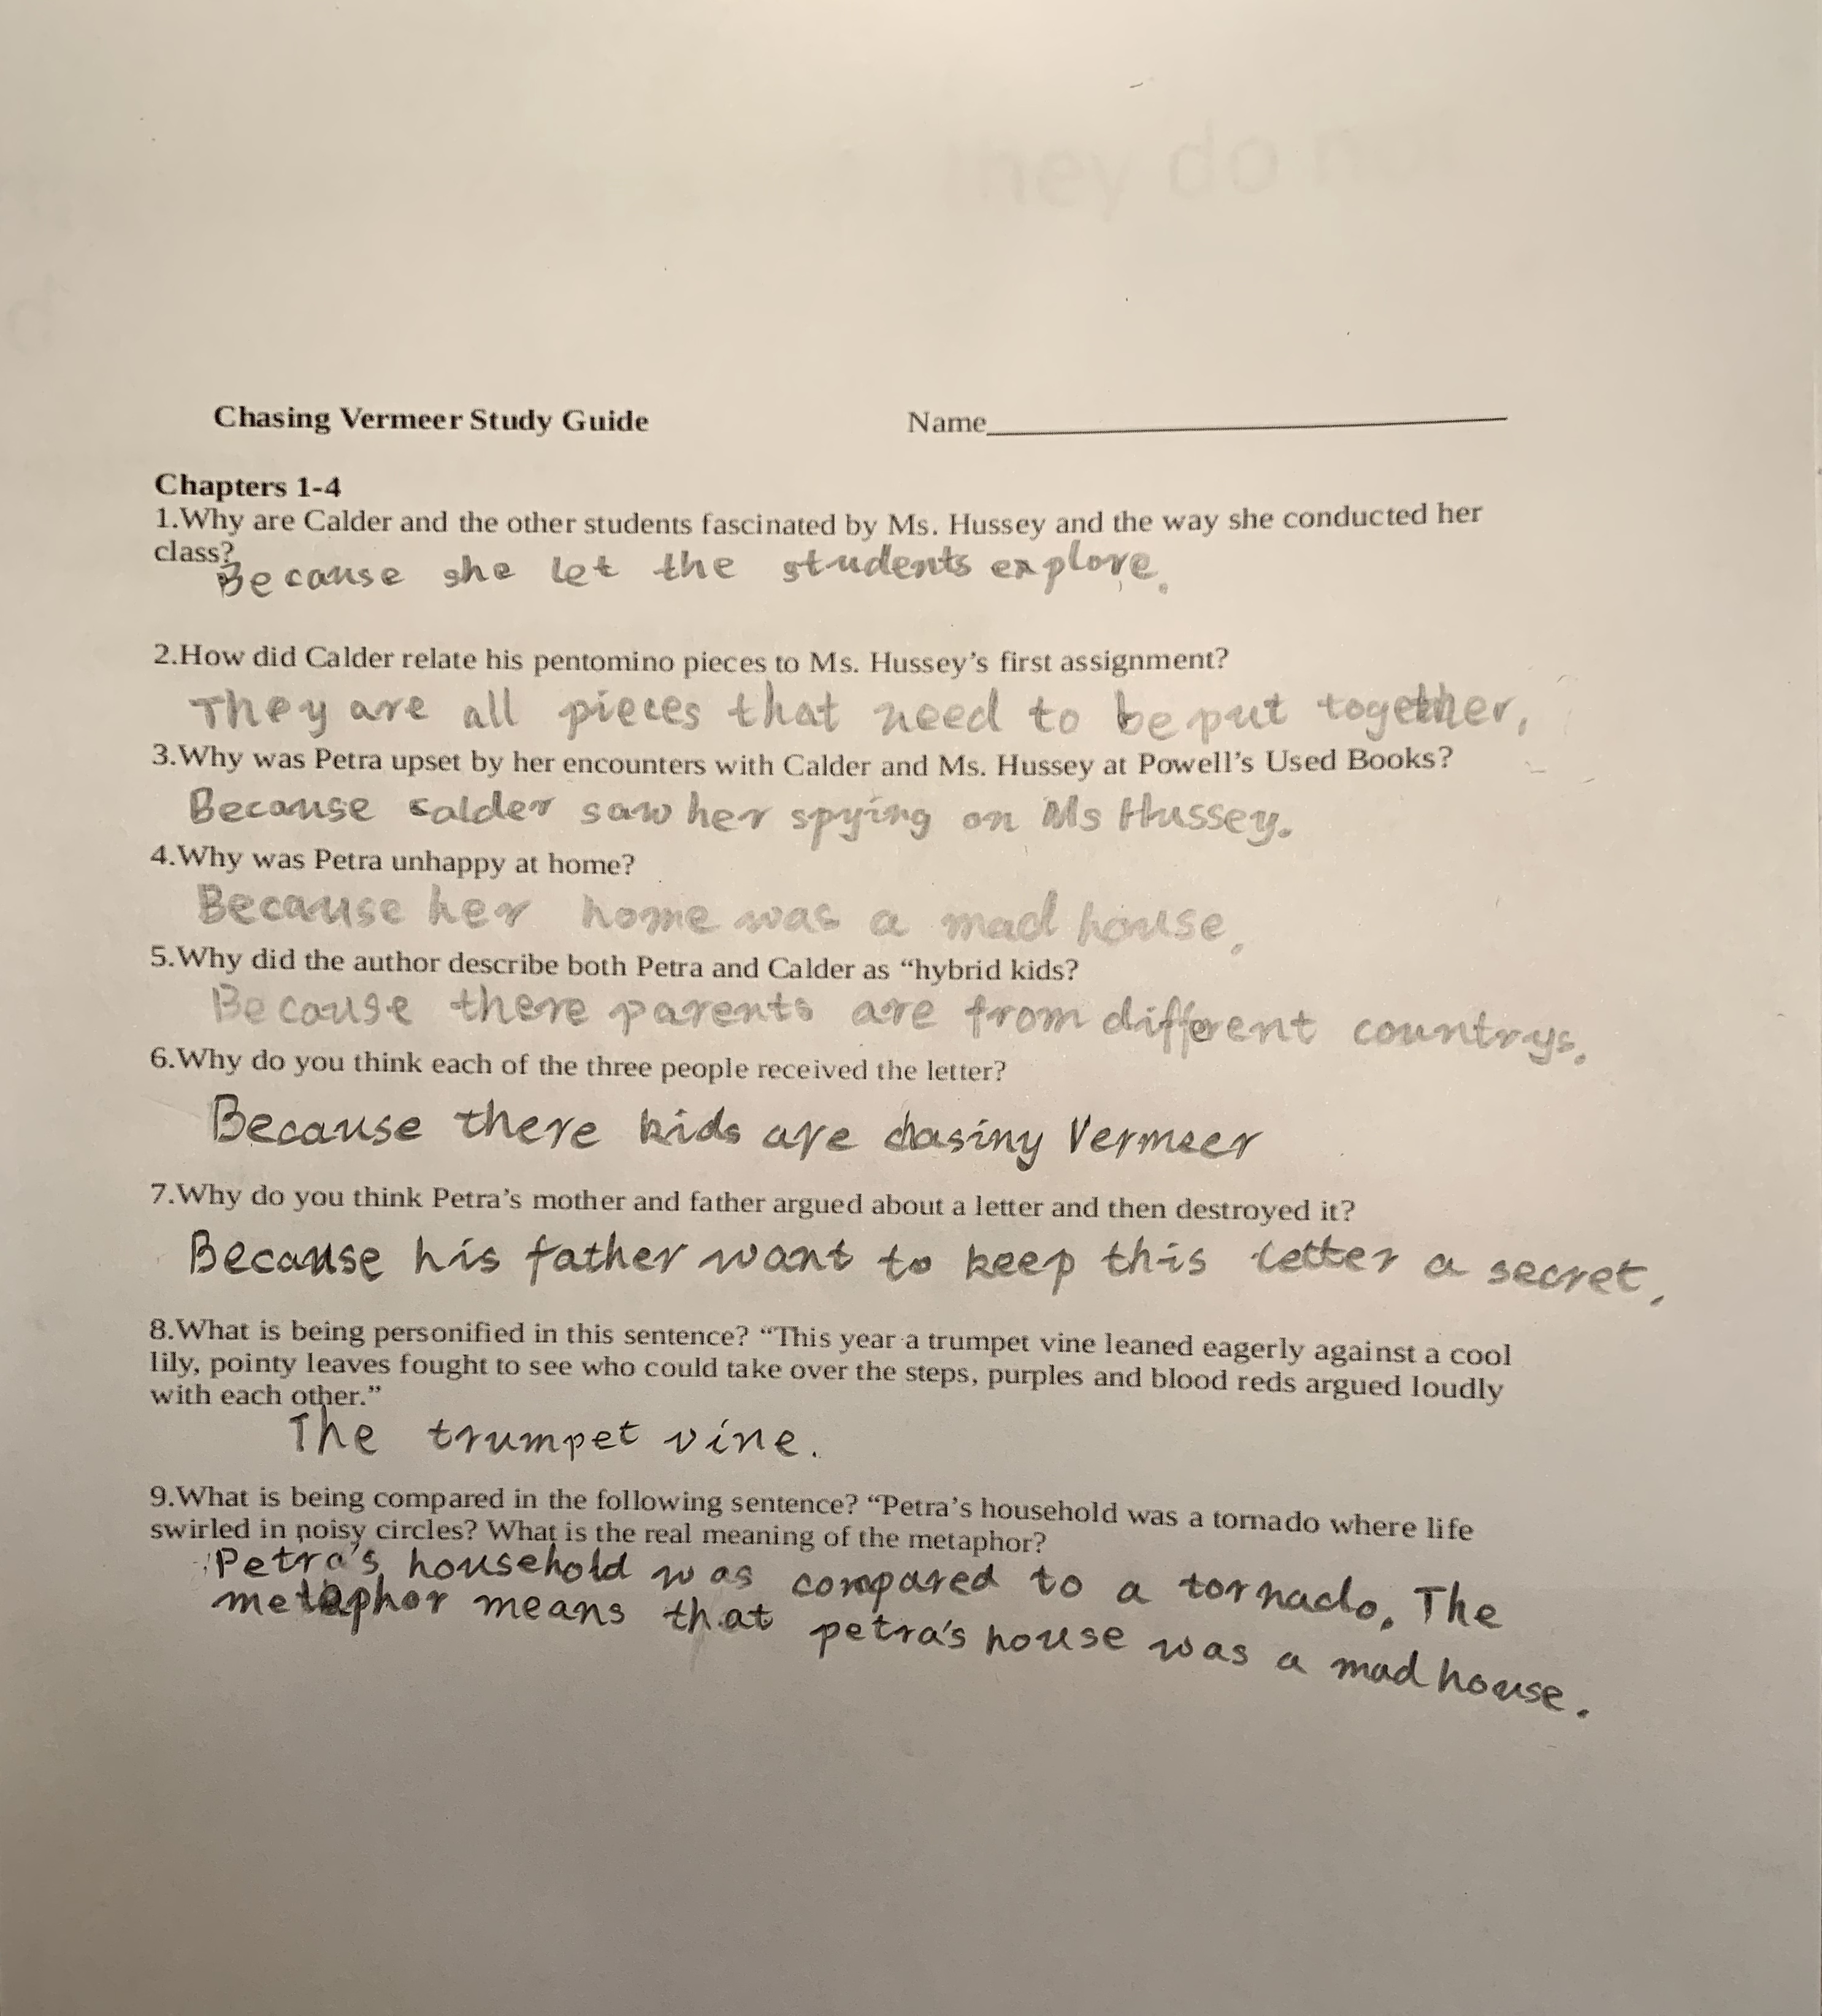 they do no
Chasing Vermeer Study Guide Name
Chapters 1-4
1.Why are Calder and the other students fascinated by Ms. Hussey and the way she conducted her
class?
Because she let the students explore.
2.How did Calder relate his pentomino pieces to Ms. Hussey’s first assignment?
They are all pieces that need to be put together,
3.Why was Petra upset by her encounters with Calder and Ms. Hussey at Powell’s Used Books?
Because calder saw her spying on Ms Hussey.
4.Why was Petra unhappy at home?
Because her home was a mad house.
5.Why did the author describe both Petra and Calder as “hybrid kids?
Because there parents are from different countrys.
6.Why do you think each of the three people received the letter?
Because there kids are chasing Vermeer
7.Why do you think Petra’s mother and father argued about a letter and then destroyed it?
Because his father want to keep this letter a secret.
8.What is being personified in this sentence? “This year a trumpet vine leaned eagerly against a cool
lily, pointy leaves fought to see who could take over the steps, purples and blood reds argued loudly
with each other.”
The trumpet vine.
9.What is being compared in the following sentence? “Petra’s household was a tornado where life
swirled in noisy circles? What is the real meaning of the metaphor?
Petra's household was compared to a tornado. The
metaphor means that petra's house was a mad house.